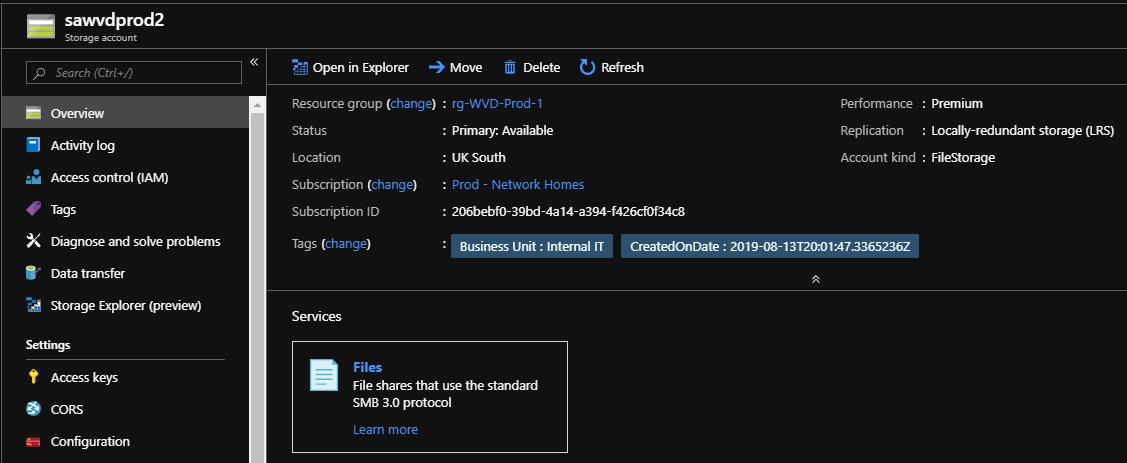 sawvdprod2
Storage account
Search (Ctrl+/)
«
Overview
Activity log
Access control (IAM)
Tags
Diagnose and solve problems
Data transfer
Storage Explorer (preview)
Settings
Access keys
CORS
Configuration
Open in Explorer Move Delete Refresh
Resource group (change) : rg-WVD-Prod-1
Status : Primary: Available
Location : UK South
Subscription (change) : Prod - Network Homes
Subscription ID : 206bebf0-39bd-4a14-a394-f426cf0f34c8
Tags (change) : Business Unit : Internal IT CreatedOnDate : 2019-08-13T20:01:47.3365236Z
Performance : Premium
Replication : Locally-redundant storage (LRS)
Account kind : FileStorage
Services
Files
File shares that use the standard
SMB 3.0 protocol
Learn more